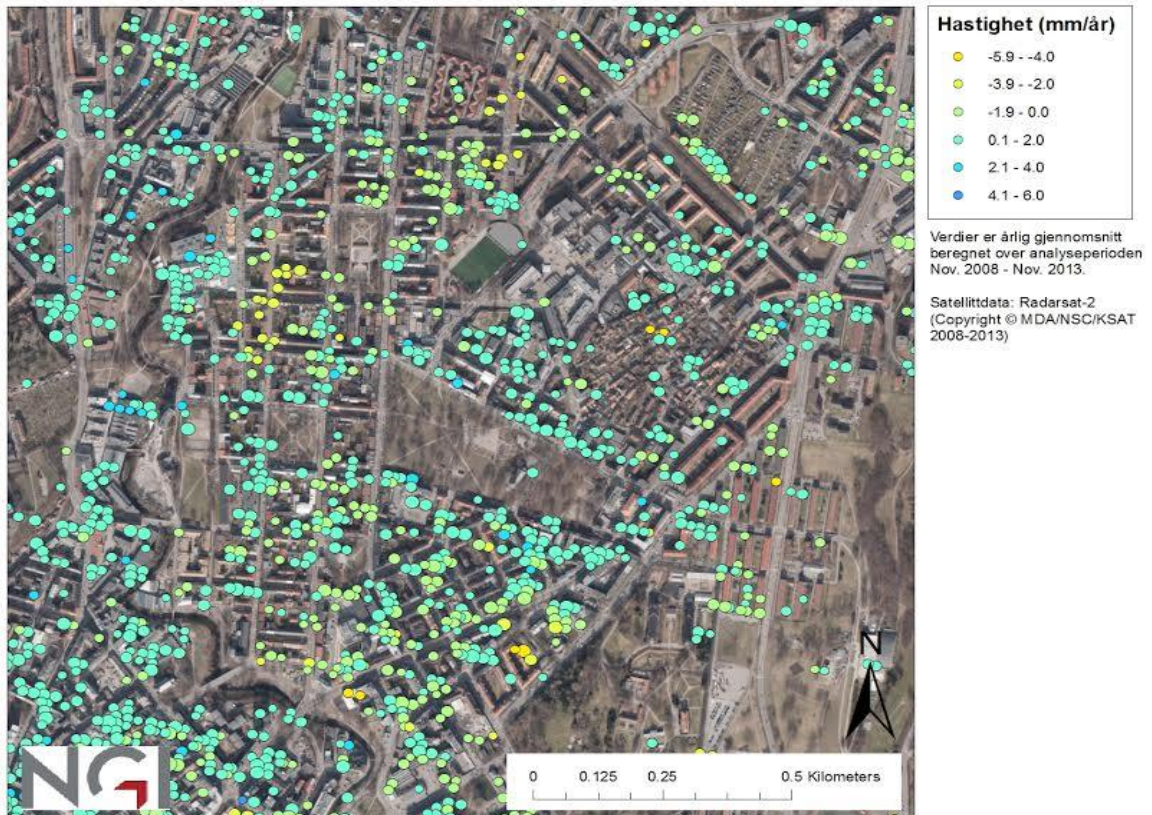 Hastighet (mm/år)
-5.9 - -4.0
-3.9 - -2.0
-1.9 - 0.0
0.1 - 2.0
2.1 - 4.0
4.1 - 6.0
Verdier er årlig gjennomsnitt
beregnet over analyseperioden
Nov. 2008 - Nov. 2013.
Satellittdata: Radarsat-2
(Copyright © MDA/NSC/KSAT
2008-2013)
N
NGI
0 0.125 0.25 0.5 Kilometers